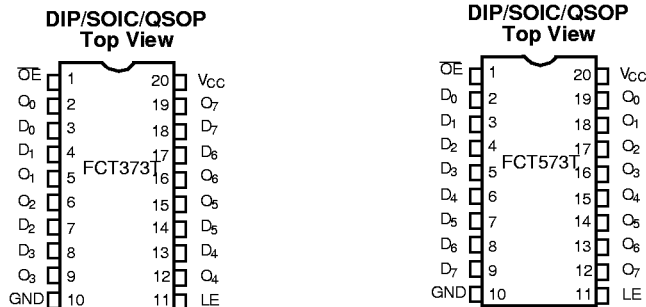 DIP/SOIC/QSOP
Top View
OE 1 20 VCC
O0 2 19 O7
D0 3 18 D7
D1 4 17 D6
FCT373T
O1 5 16 O6
O2 6 15 O5
D2 7 14 D5
D3 8 13 D4
O3 9 12 O4
GND 10 11 LE
DIP/SOIC/QSOP
Top View
OE 1 20 VCC
D0 2 19 O0
D1 3 18 O1
D2 4 17 O2
FCT573T
D3 5 16 O3
D4 6 15 O4
D5 7 14 O5
D6 8 13 O6
D7 9 12 O7
GND 10 11 LE